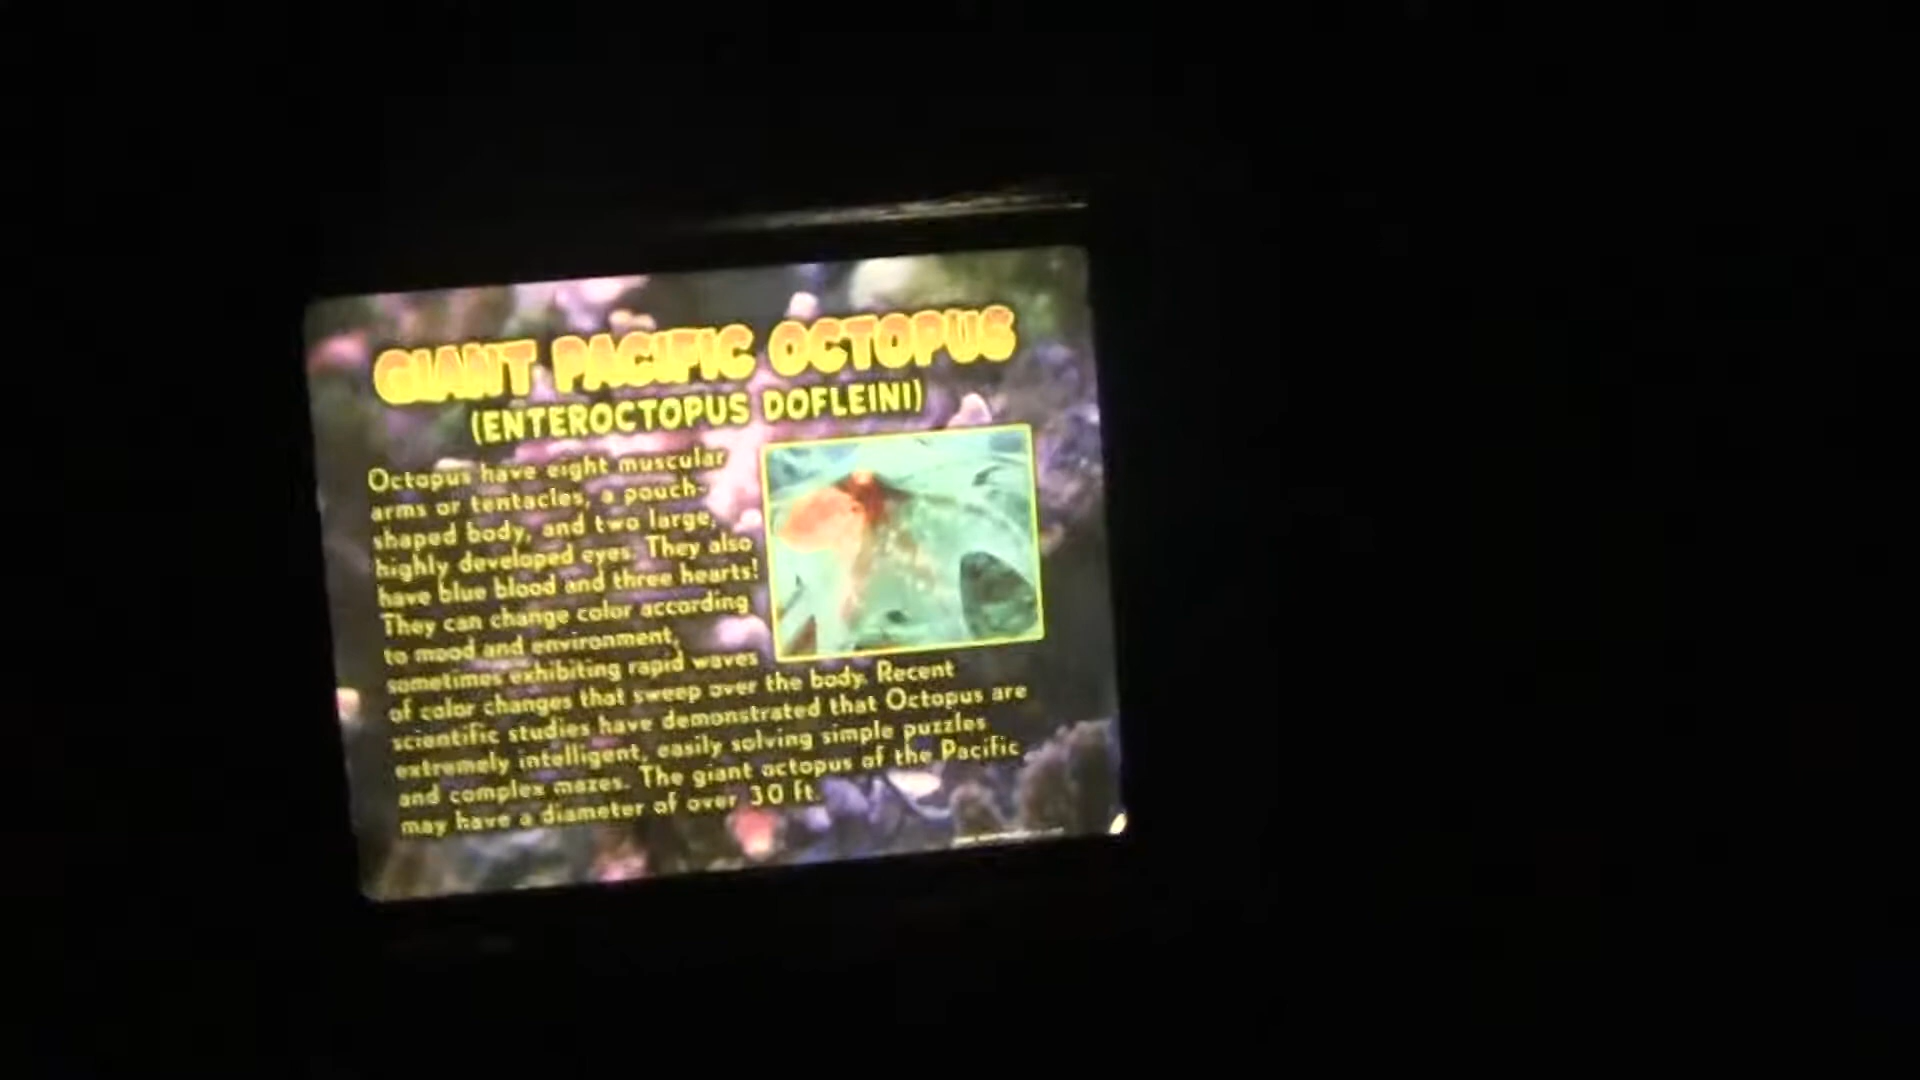 GIANT PACIFIC OCTOPUS
(ENTEROCTOPUS DOFLEINI)
Octopus have eight muscular
arms or tentacles, a pouch-
shaped body, and two large,
highly developed eyes. They also
have blue blood and three hearts!
They can change color according
to mood and environment,
sometimes exhibiting rapid waves
of color changes that sweep over the body. Recent
scientific studies have demonstrated that Octopus are
extremely intelligent, easily solving simple puzzles
and complex mazes. The giant octopus of the Pacific
may have a diameter of over 30 ft.